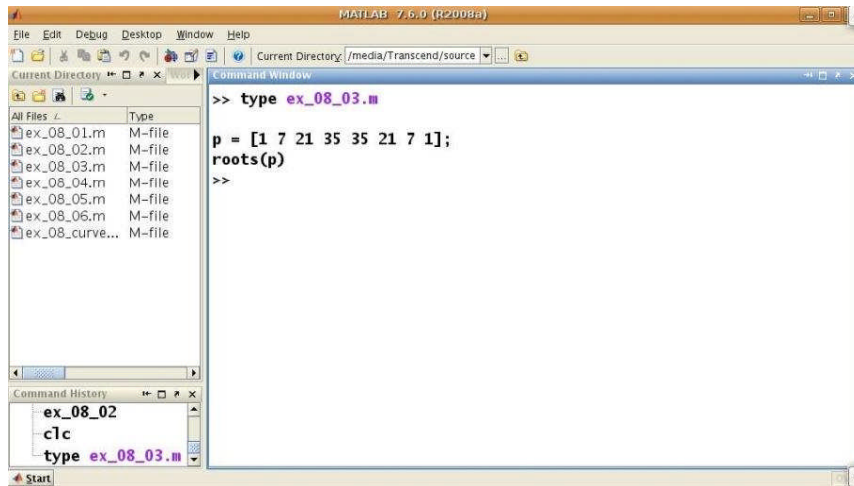 MATLAB 7.6.0 (R2008a)
File Edit Debug Desktop Window Help
Current Directory: /media/Transcend/source
Current Directory
Command Window
All Files Type
ex_08_01.m M-file
ex_08_02.m M-file
ex_08_03.m M-file
ex_08_04.m M-file
ex_08_05.m M-file
ex_08_06.m M-file
ex_08_curve... M-file
>> type ex_08_03.m
p = [1 7 21 35 35 21 7 1];
roots(p)
>>
Command History
ex_08_02
clc
type ex_08_03.m
Start